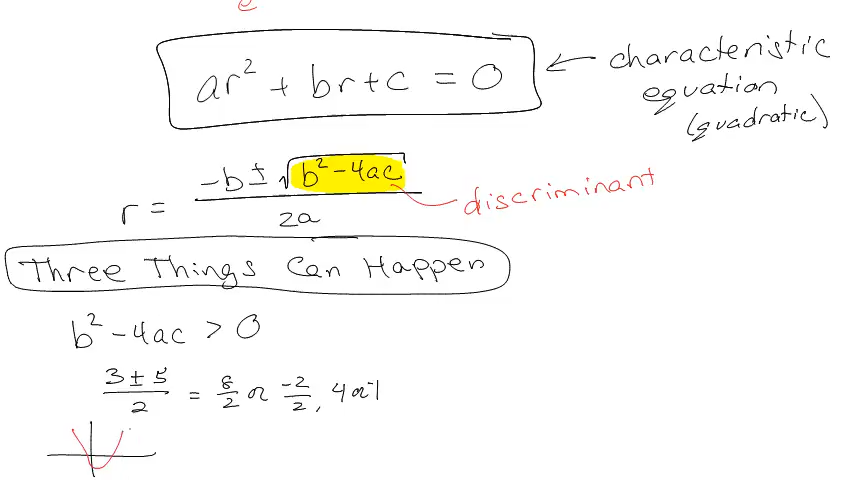 e
ar² + br + c = 0 ← characteristic
equation
(quadratic)
r = (-b ± √(b² - 4ac)) / 2a discriminant
Three Things Can Happen
b² - 4ac > 0
(3 ± 5)/2 = 8/2 or -2/2, 4 or -1